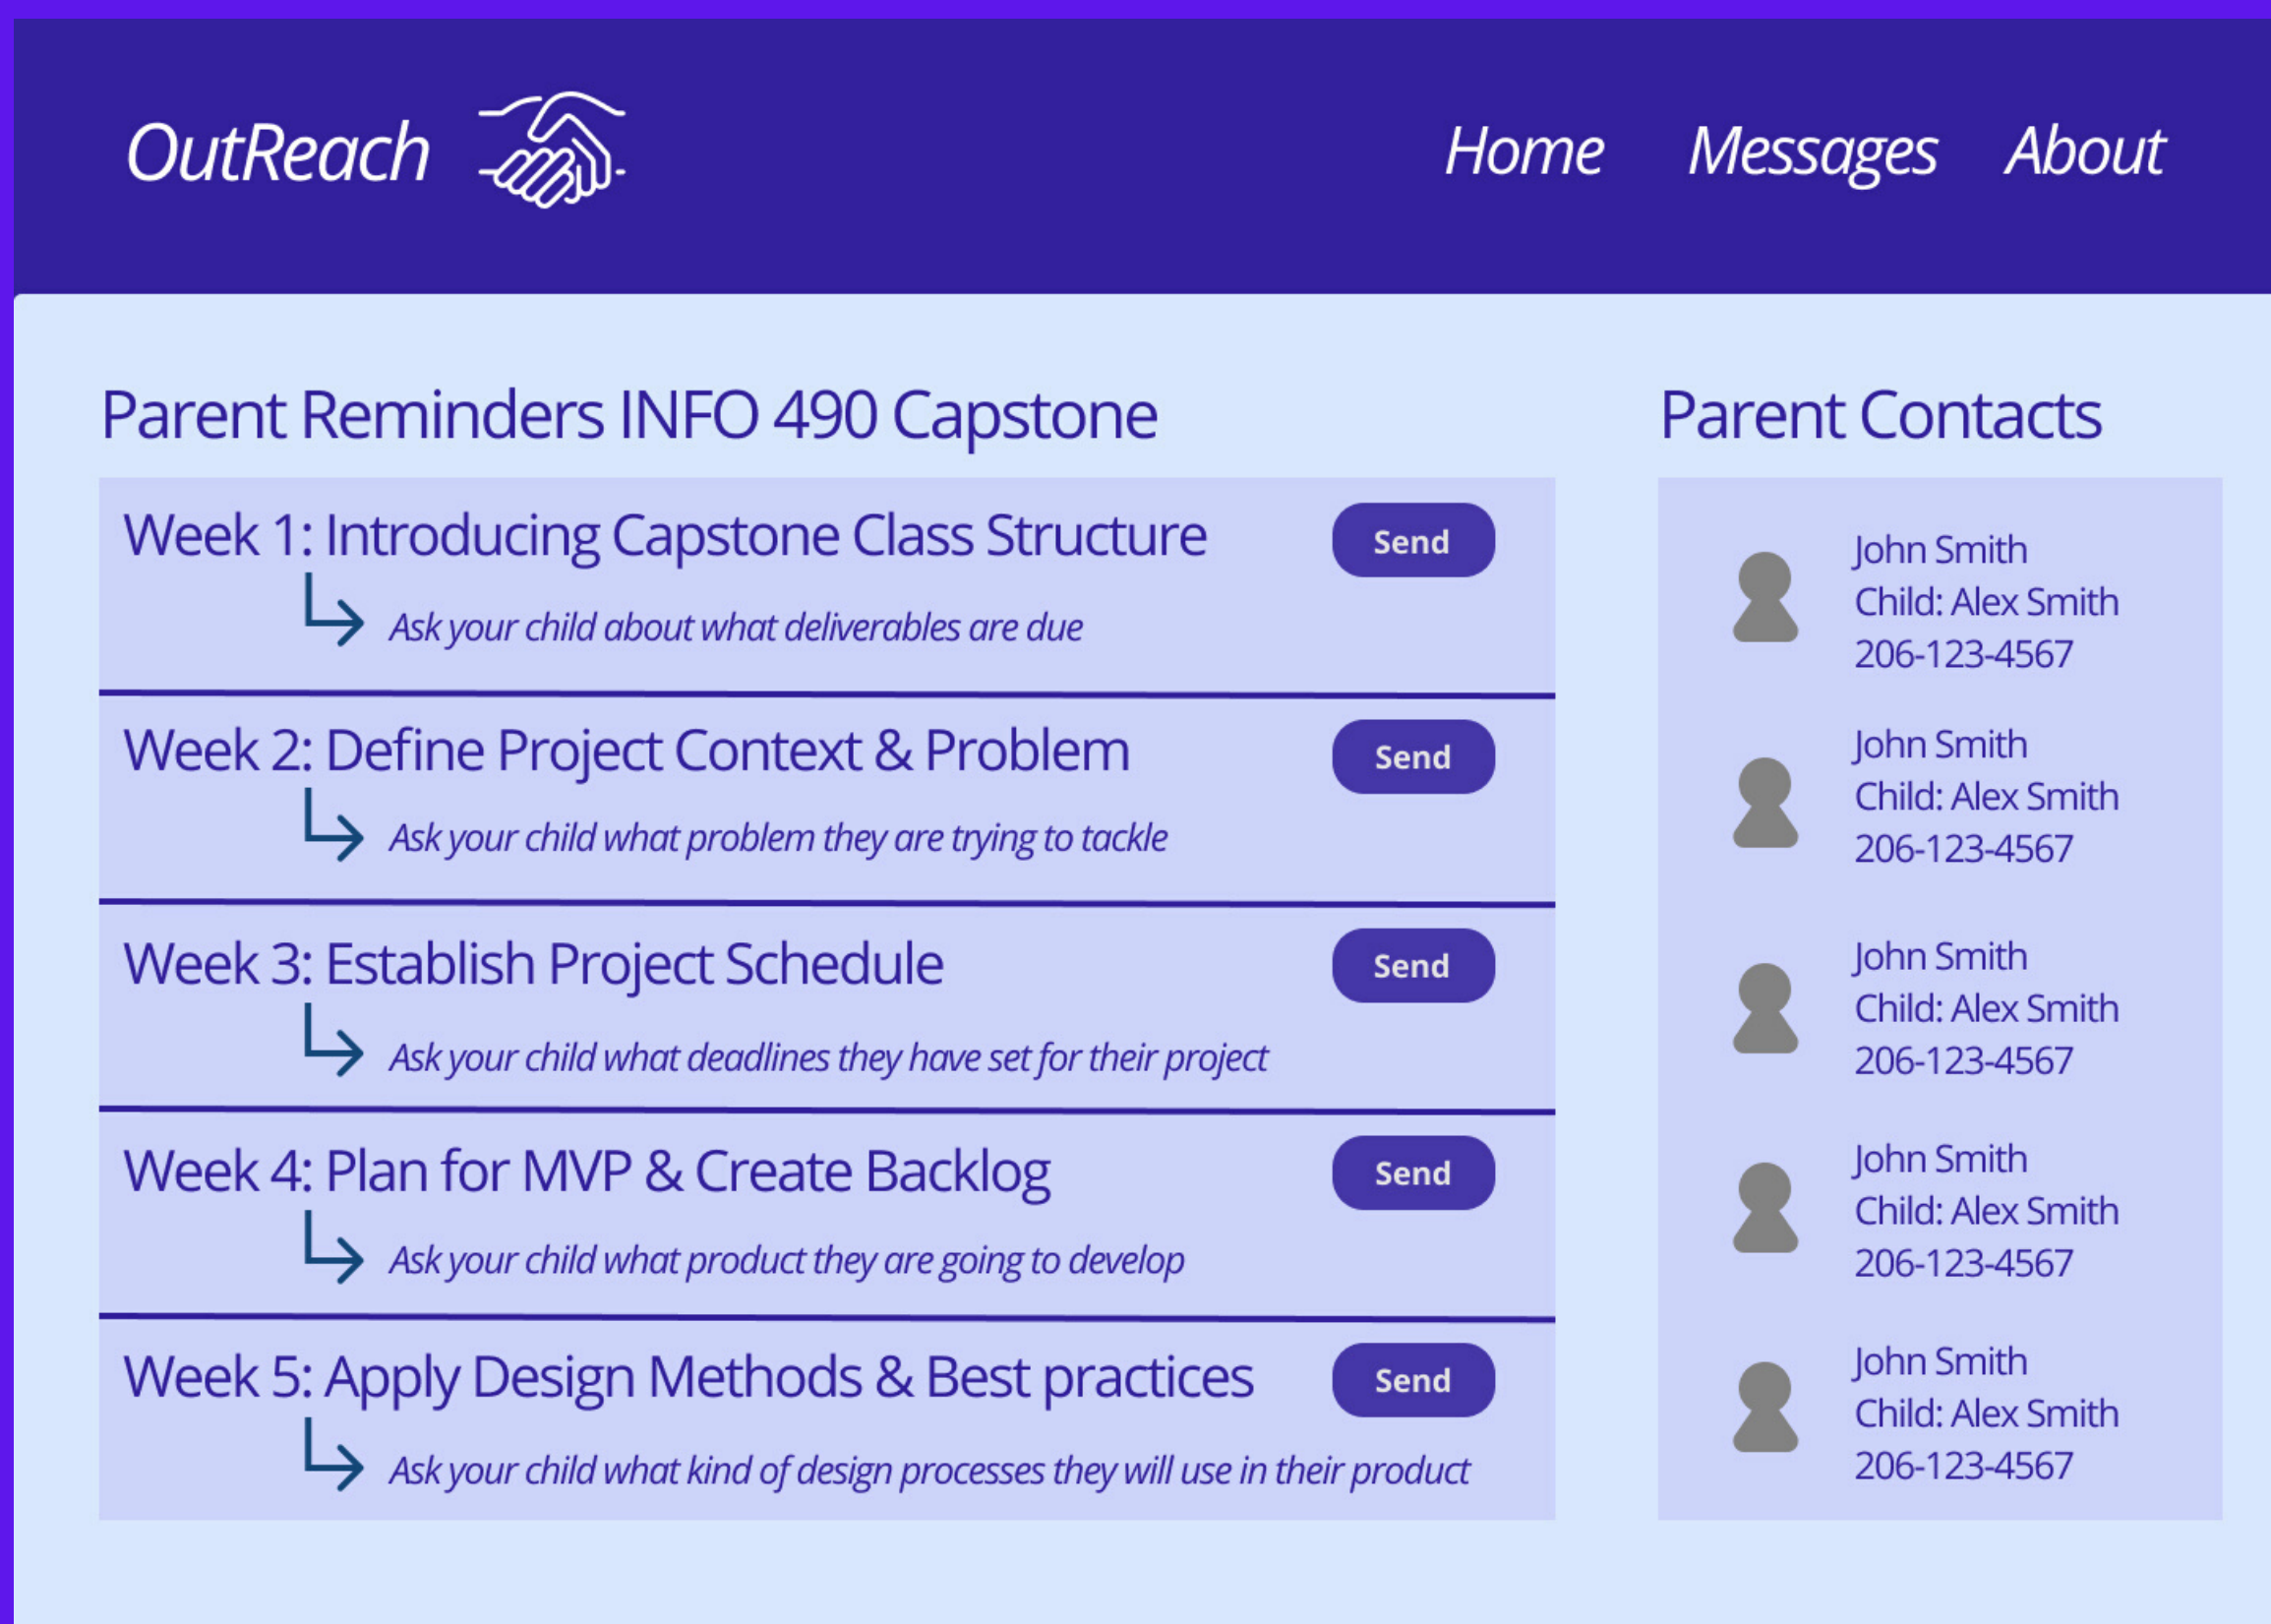 OutReach
Home Messages About
Parent Reminders INFO 490 Capstone
Week 1: Introducing Capstone Class Structure
Send
Ask your child about what deliverables are due
Week 2: Define Project Context & Problem
Send
Ask your child what problem they are trying to tackle
Week 3: Establish Project Schedule
Send
Ask your child what deadlines they have set for their project
Week 4: Plan for MVP & Create Backlog
Send
Ask your child what product they are going to develop
Week 5: Apply Design Methods & Best practices
Send
Ask your child what kind of design processes they will use in their product
Parent Contacts
John Smith
Child: Alex Smith
206-123-4567
John Smith
Child: Alex Smith
206-123-4567
John Smith
Child: Alex Smith
206-123-4567
John Smith
Child: Alex Smith
206-123-4567
John Smith
Child: Alex Smith
206-123-4567